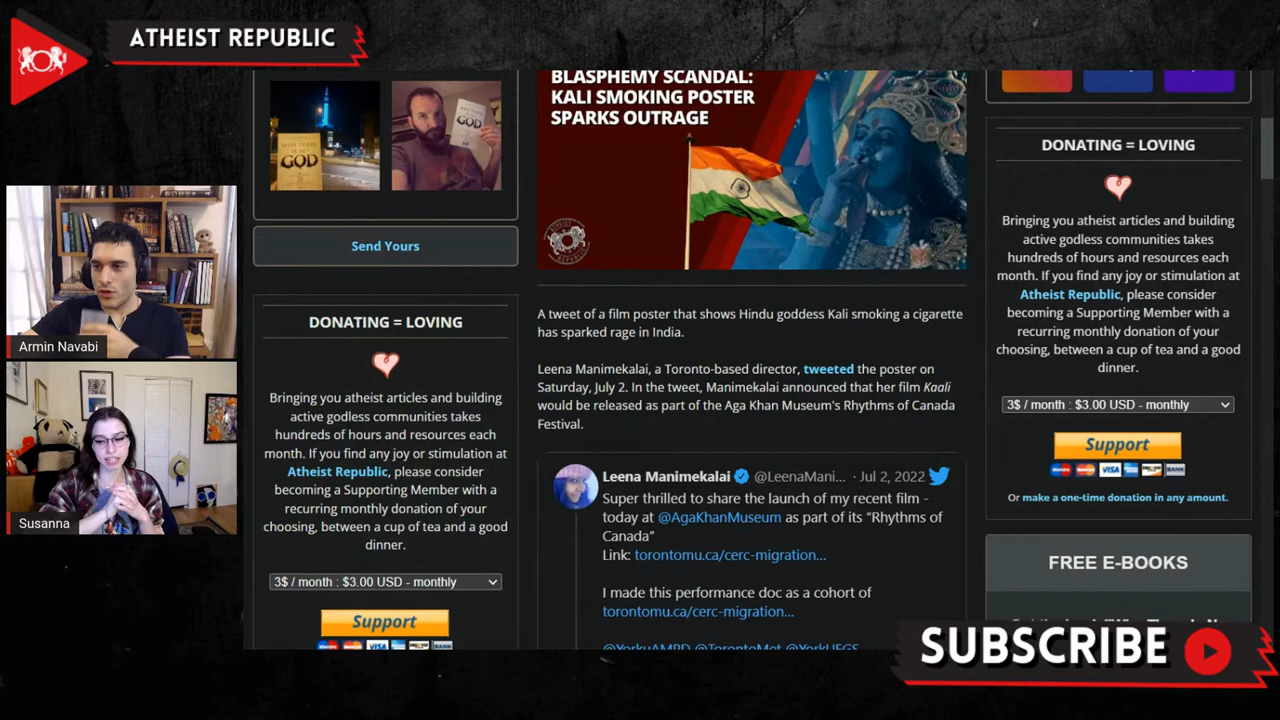 ATHEIST REPUBLIC
Armin Navabi
Susanna
WHY THERE IS NO
GOD
GOD
Send Yours
DONATING = LOVING
Bringing you atheist articles and building
active godless communities takes
hundreds of hours and resources each
month. If you find any joy or stimulation at
Atheist Republic, please consider
becoming a Supporting Member with a
recurring monthly donation of your
choosing, between a cup of tea and a good
dinner.
3$ / month : $3.00 USD - monthly
Support
BLASPHEMY SCANDAL:
KALI SMOKING POSTER
SPARKS OUTRAGE
A tweet of a film poster that shows Hindu goddess Kali smoking a cigarette
has sparked rage in India.
Leena Manimekalai, a Toronto-based director, tweeted the poster on
Saturday, July 2. In the tweet, Manimekalai announced that her film Kaali
would be released as part of the Aga Khan Museum's Rhythms of Canada
Festival.
Leena Manimekalai @LeenaMani... · Jul 2, 2022
Super thrilled to share the launch of my recent film -
today at @AgaKhanMuseum as part of its "Rhythms of
Canada"
Link: torontomu.ca/cerc-migration...
I made this performance doc as a cohort of
torontomu.ca/cerc-migration...
@YorkuAMPD @TorontoMet @YorkUFGS
DONATING = LOVING
Bringing you atheist articles and building
active godless communities takes
hundreds of hours and resources each
month. If you find any joy or stimulation at
Atheist Republic, please consider
becoming a Supporting Member with a
recurring monthly donation of your
choosing, between a cup of tea and a good
dinner.
3$ / month : $3.00 USD - monthly
Support
VISA BANK
Or make a one-time donation in any amount.
FREE E-BOOKS
SUBSCRIBE